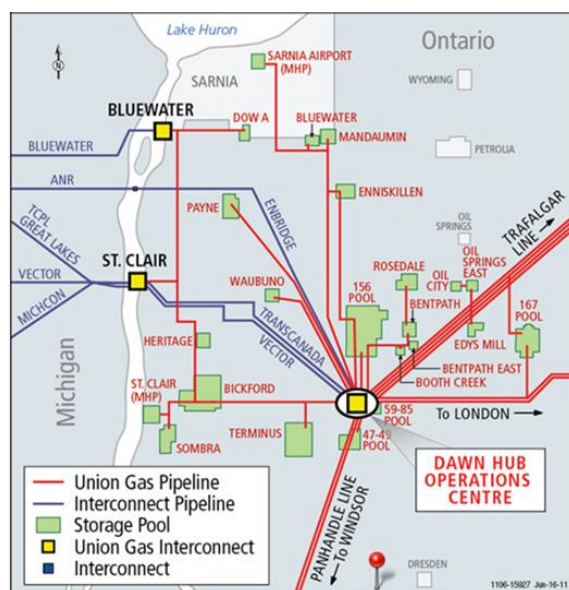 Lake Huron
Ontario
N
SARNIA AIRPORT
(MHP)
SARNIA
WYOMING
BLUEWATER
DOW A
BLUEWATER
MANDAUMIN
BLUEWATER
PETROLIA
ANR
TCPL
GREAT LAKES
PAYNE
ENBRIDGE
ENNISKILLEN
OIL
SPRINGS
TRAFALGAR
LINE
ST. CLAIR
VECTOR
WAUBUNO
156
POOL
ROSEDALE
OIL
CITY
OIL
SPRINGS
EAST
MICHCON
TRANSCANADA
VECTOR
BENTPATH
167
POOL
EDYS MILL
HERITAGE
BENTPATH EAST
BOOTH CREEK
Michigan
ST. CLAIR
(MHP)
BICKFORD
59-85
POOL
To LONDON
SOMBRA
TERMINUS
47-49
POOL
DAWN HUB
OPERATIONS
CENTRE
PANHANDLE LINE
To WINDSOR
Union Gas Pipeline
Interconnect Pipeline
Storage Pool
Union Gas Interconnect
Interconnect
DRESDEN
1106-15927 Jun-16-11